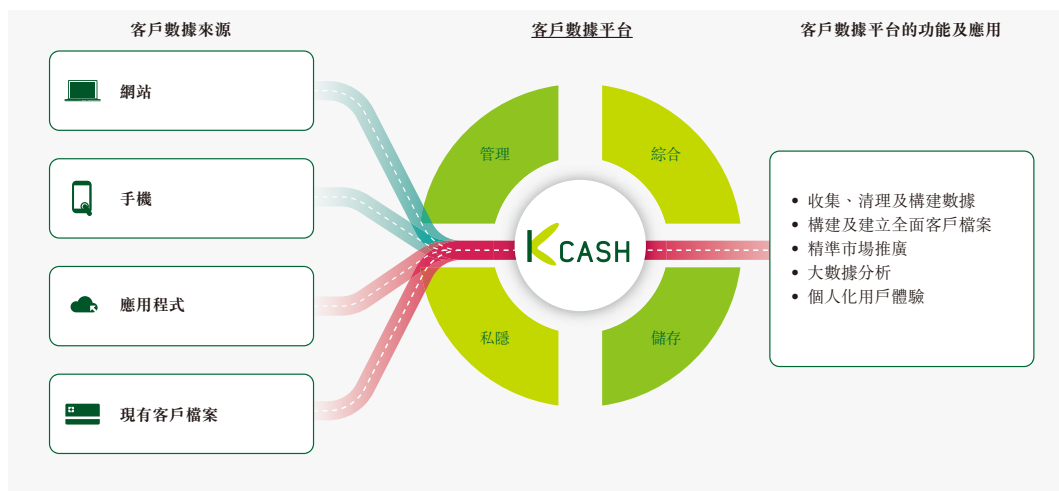 客戶數據來源
網站
手機
應用程式
現有客戶檔案
客戶數據平台
管理
綜合
K CASH
私隱
儲存
客戶數據平台的功能及應用
• 收集、清理及構建數據
• 構建及建立全面客戶檔案
• 精準市場推廣
• 大數據分析
• 個人化用戶體驗